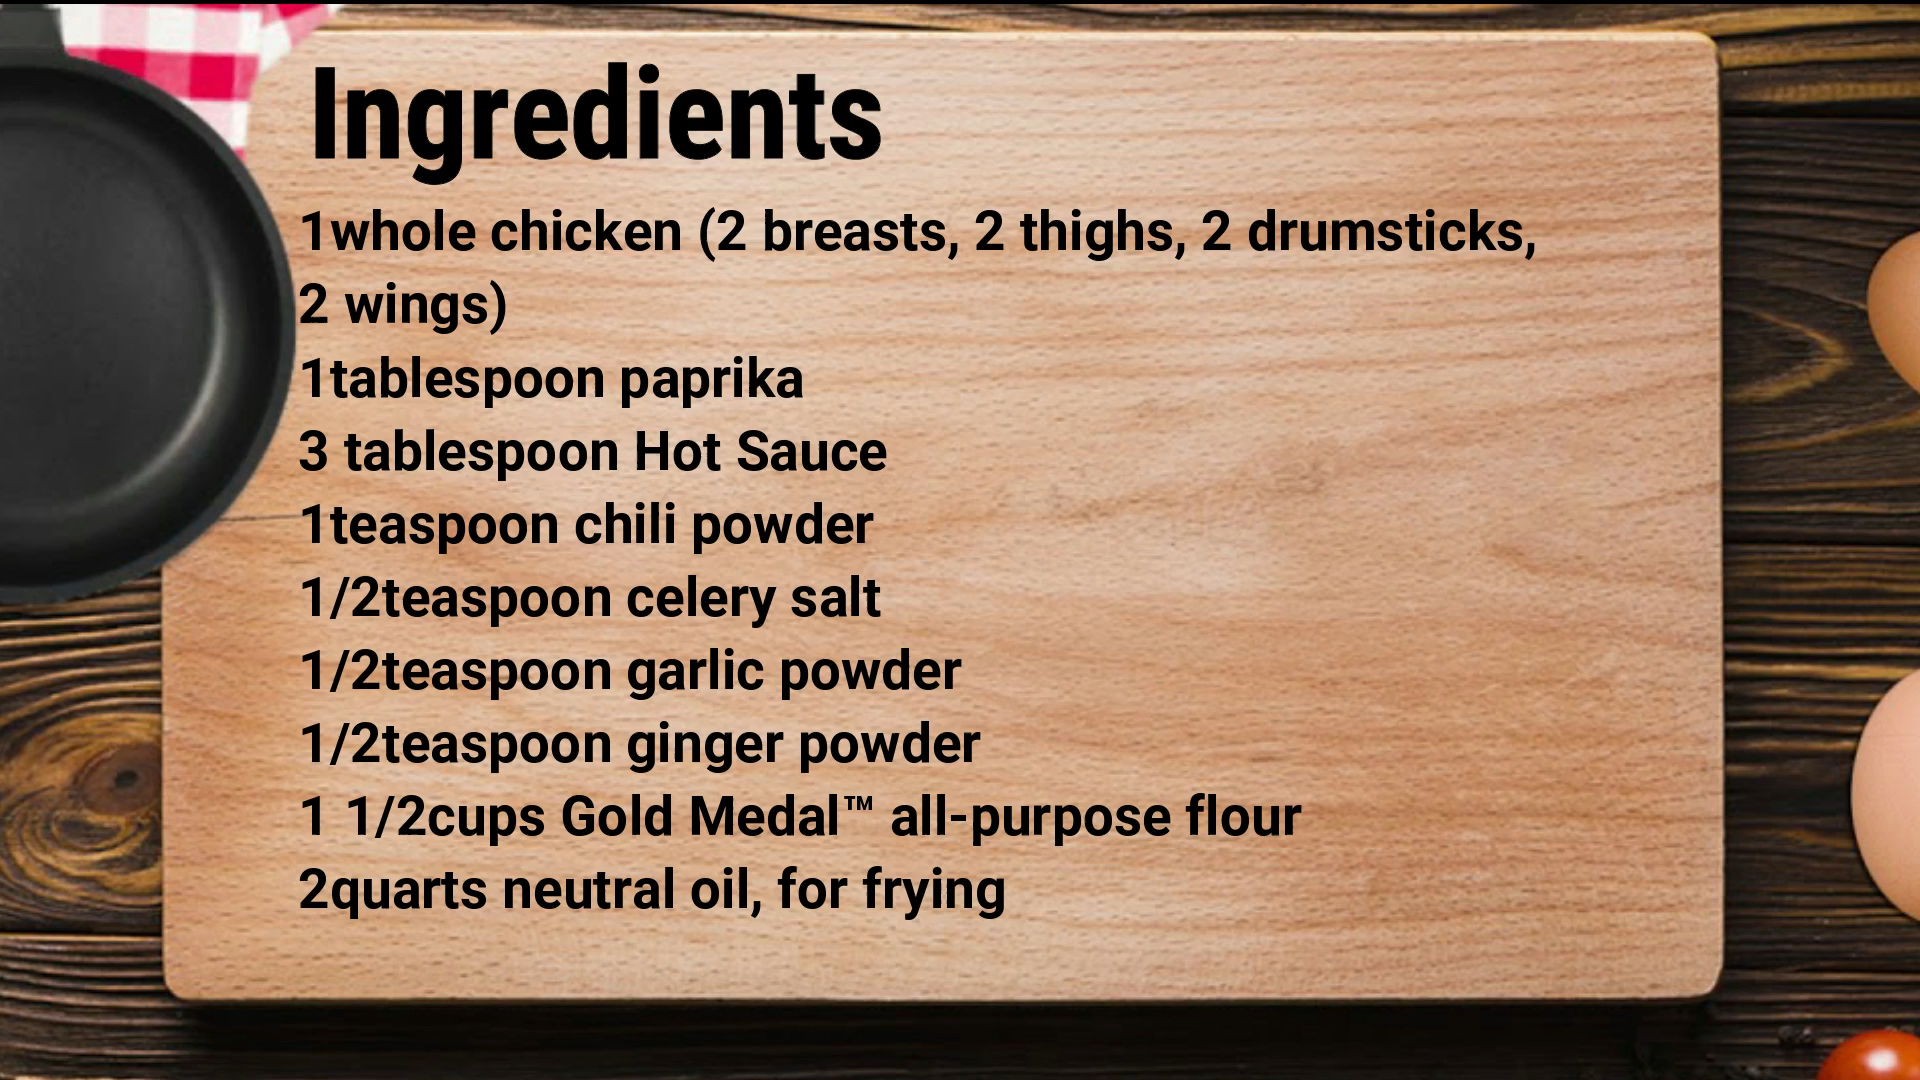 Ingredients
1whole chicken (2 breasts, 2 thighs, 2 drumsticks,
2 wings)
1tablespoon paprika
3 tablespoon Hot Sauce
1teaspoon chili powder
1/2teaspoon celery salt
1/2teaspoon garlic powder
1/2teaspoon ginger powder
1 1/2cups Gold Medal™ all-purpose flour
2quarts neutral oil, for frying